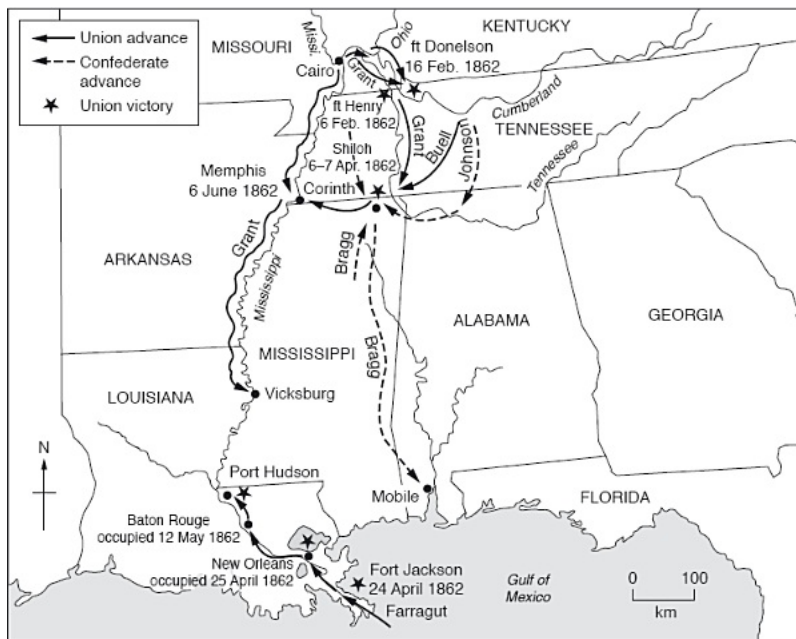 Union advance
Confederate
advance
Union victory
MISSOURI
Missi.
Ohio
KENTUCKY
ft Donelson
16 Feb. 1862
Cairo
Grant
ft Henry
6 Feb. 1862
Cumberland
TENNESSEE
Grant
Buell
Johnson
Tennessee
Shiloh
6–7 Apr. 1862
Memphis
6 June 1862
Corinth
Grant
ARKANSAS
Mississippi
Bragg
Bragg
ALABAMA
GEORGIA
MISSISSIPPI
LOUISIANA
Vicksburg
N
Port Hudson
Mobile
FLORIDA
Baton Rouge
occupied 12 May 1862
New Orleans
occupied 25 April 1862
Fort Jackson
24 April 1862
Farragut
Gulf of
Mexico
0 100
km